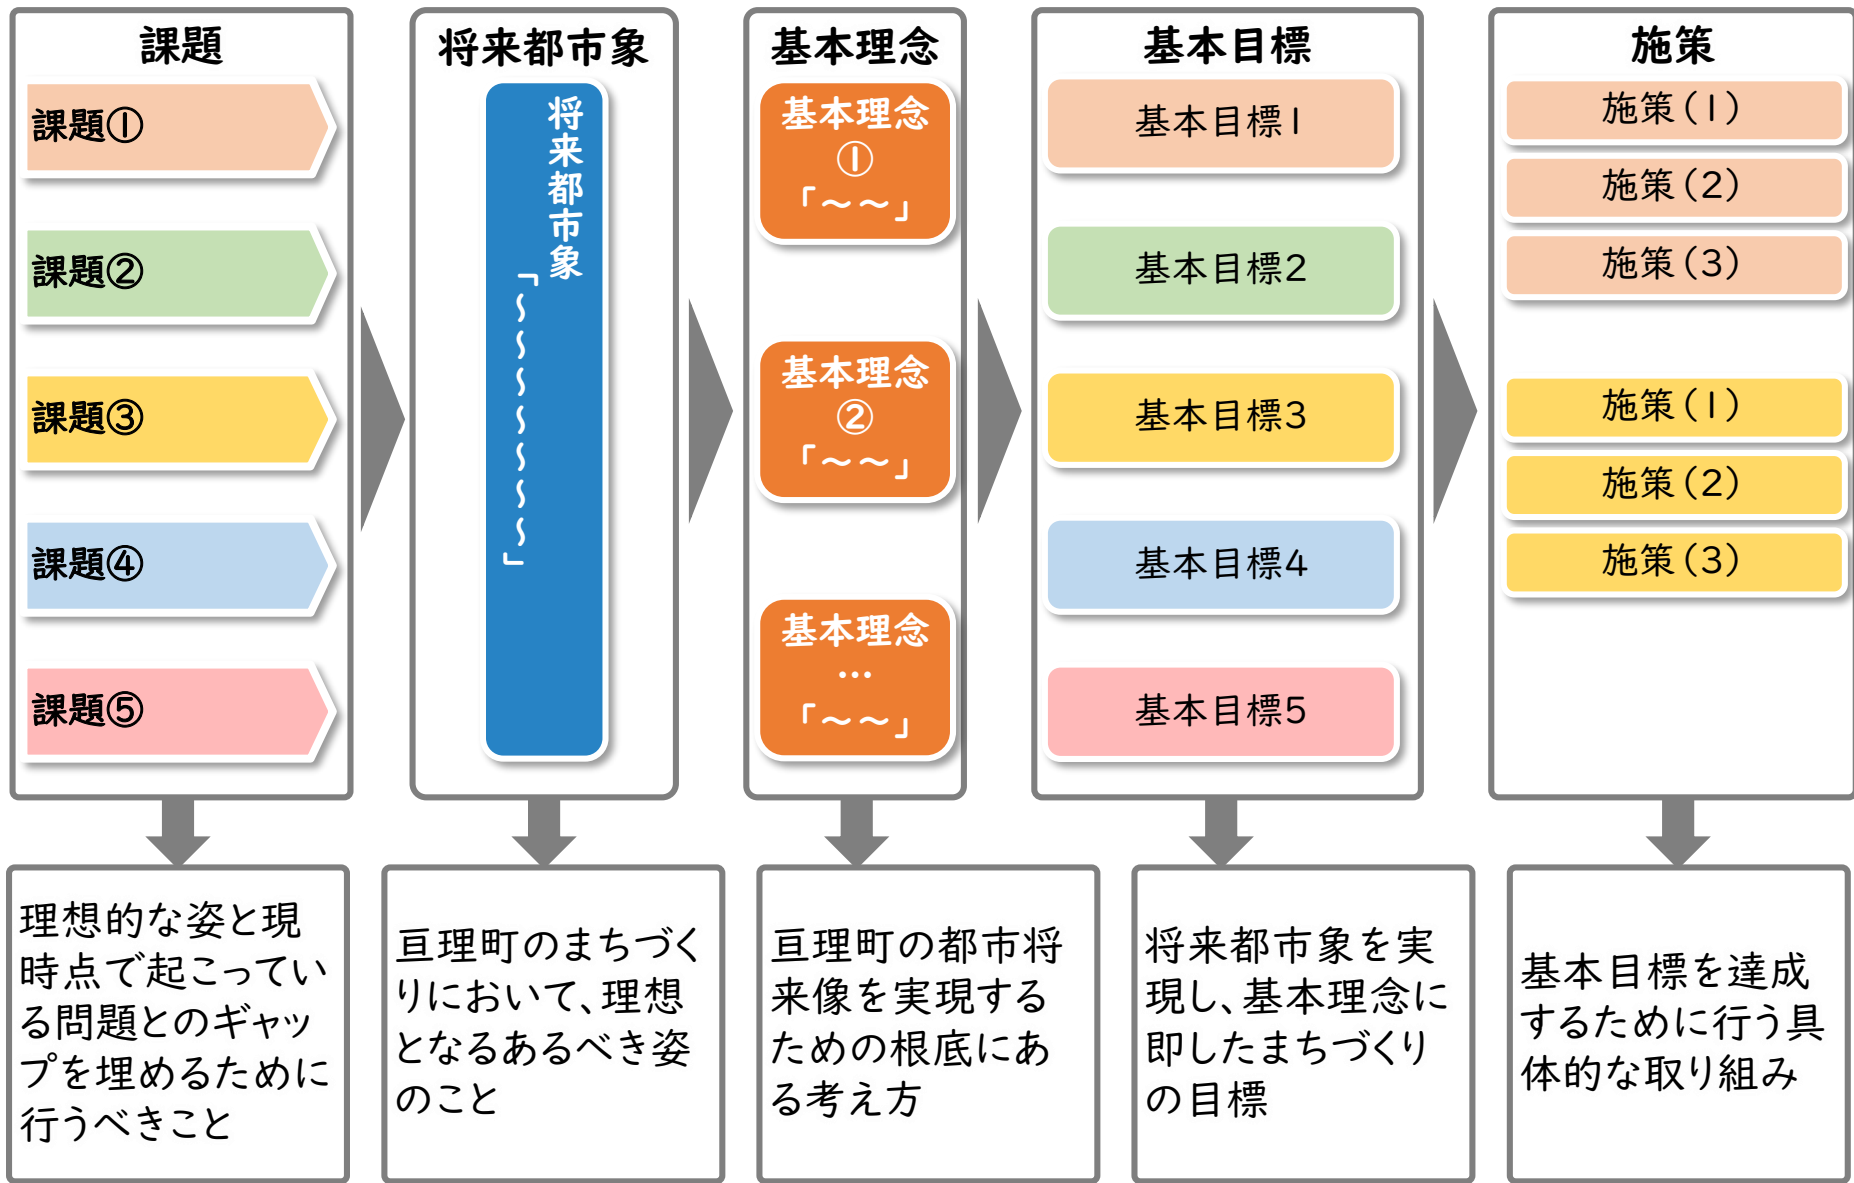 課題
課題①
課題②
課題③
課題④
課題⑤
将来都市象
将来都市象
「～～～～～～～」
基本理念
基本理念
①
「～～」
基本理念
②
「～～」
基本理念
…
「～～」
基本目標
基本目標1
基本目標2
基本目標3
基本目標4
基本目標5
施策
施策(1)
施策(2)
施策(3)
施策(1)
施策(2)
施策(3)
理想的な姿と現
時点で起こってい
る問題とのギャッ
プを埋めるために
行うべきこと
亘理町のまちづく
りにおいて、理想
となるあるべき姿
のこと
亘理町の都市将
来像を実現する
ための根底にあ
る考え方
将来都市象を実
現し、基本理念に
即したまちづくり
の目標
基本目標を達成
するために行う具
体的な取り組み